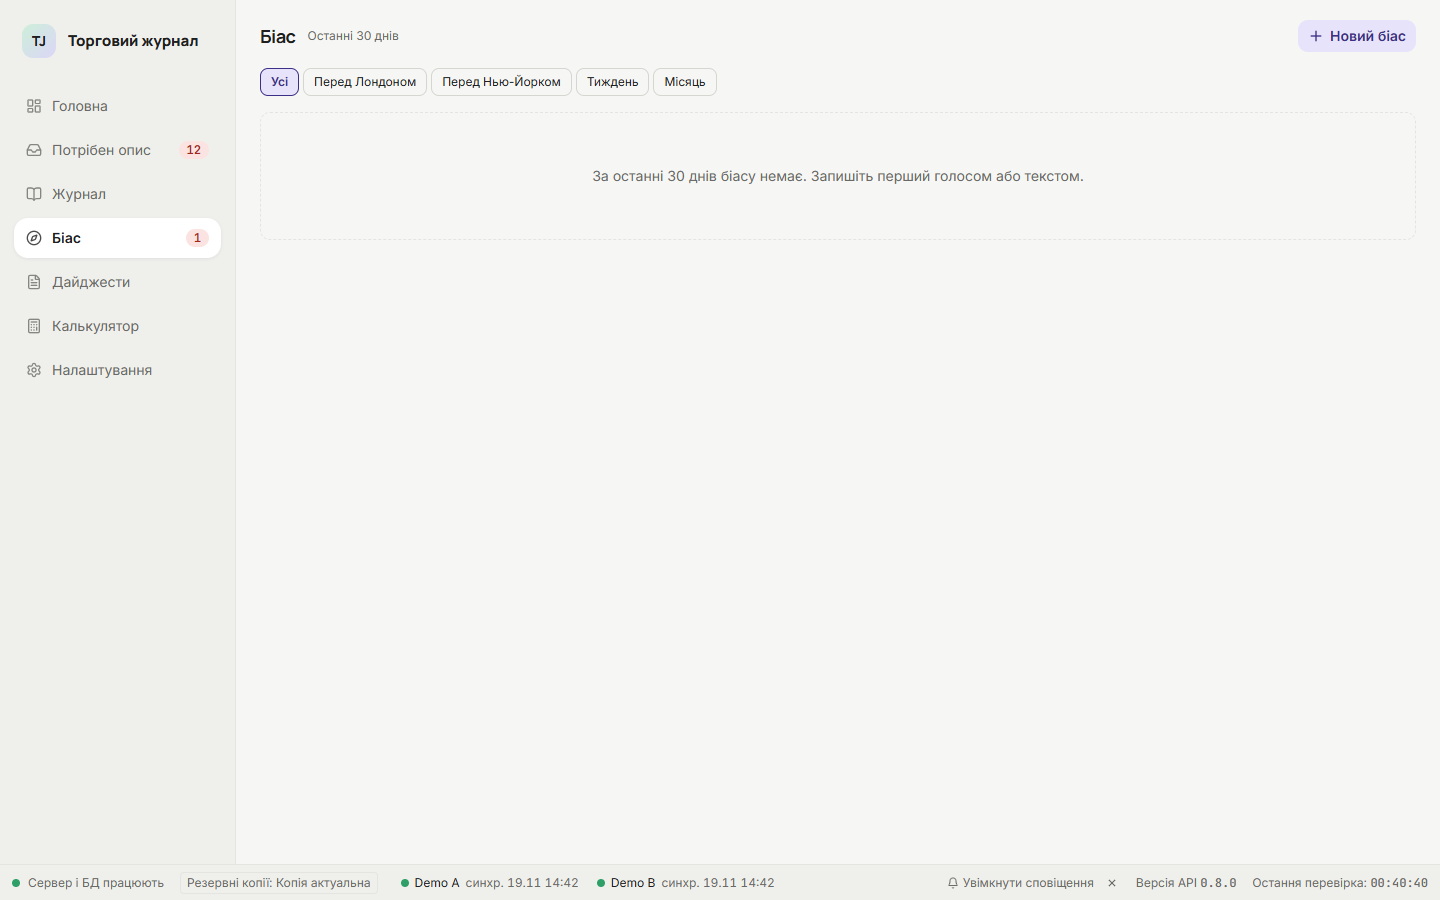 TJ Торговий журнал
Головна
Потрібен опис 12
Журнал
Біас 1
Дайджести
Калькулятор
Налаштування
Біас Останні 30 днів
Новий біас
Усі Перед Лондоном Перед Нью-Йорком Тиждень Місяць
За останні 30 днів біасу немає. Запишіть перший голосом або текстом.
Сервер і БД працюють Резервні копії: Копія актуальна Demo A синхр. 19.11 14:42 Demo B синхр. 19.11 14:42 Увімкнути сповіщення × Версія API 0.8.0 Остання перевірка: 00:40:40